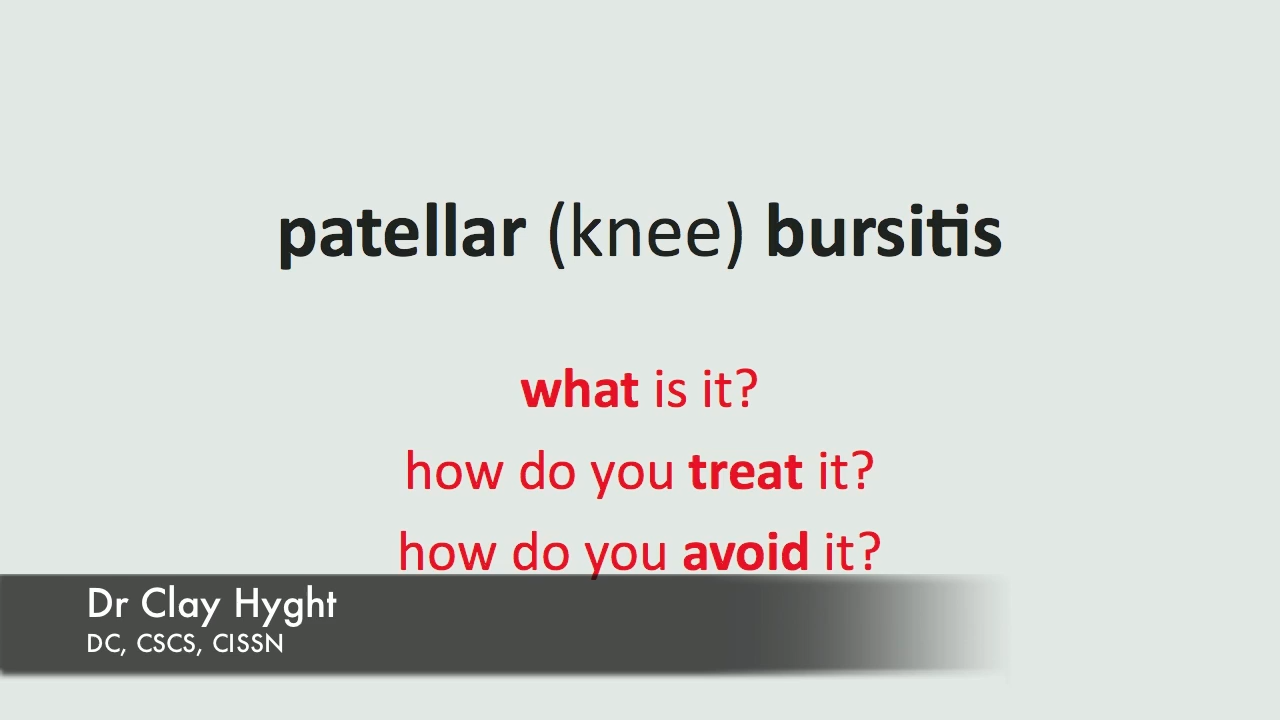 patellar (knee) bursitis
what is it?
how do you treat it?
how do you avoid it?
Dr Clay Hyght
DC, CSCS, CISSN